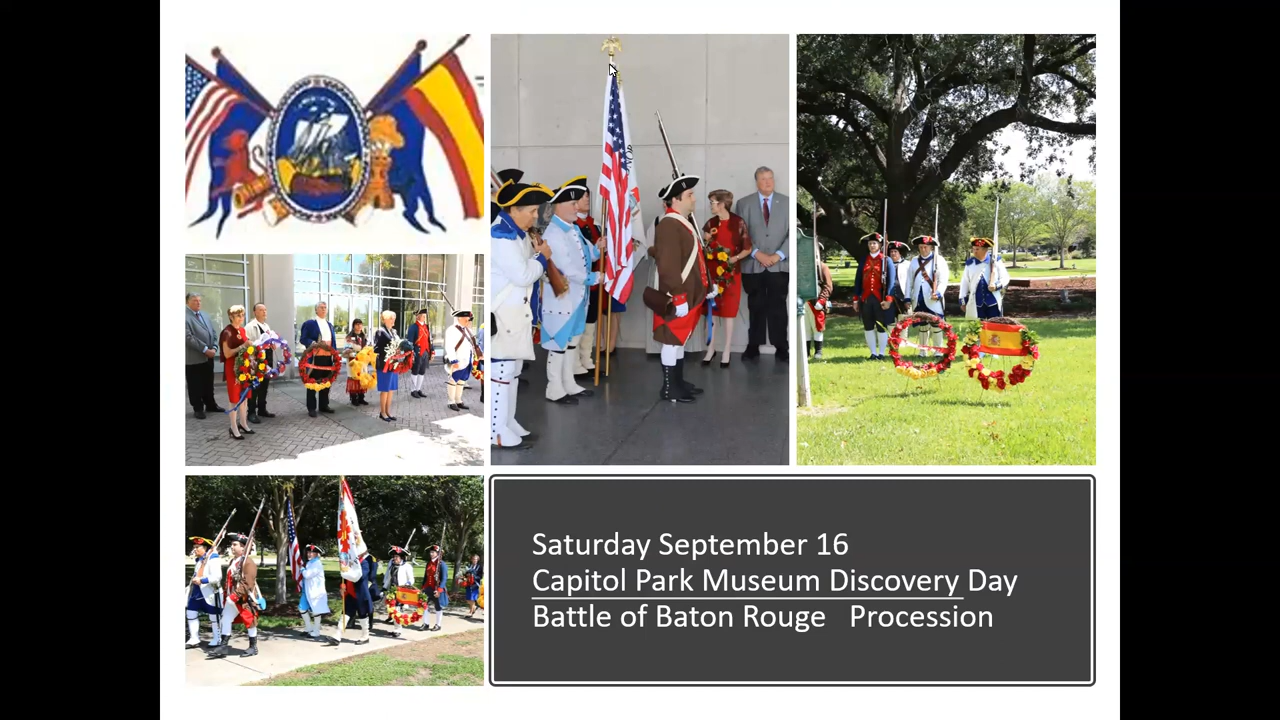 Saturday September 16
Capitol Park Museum Discovery Day
Battle of Baton Rouge Procession